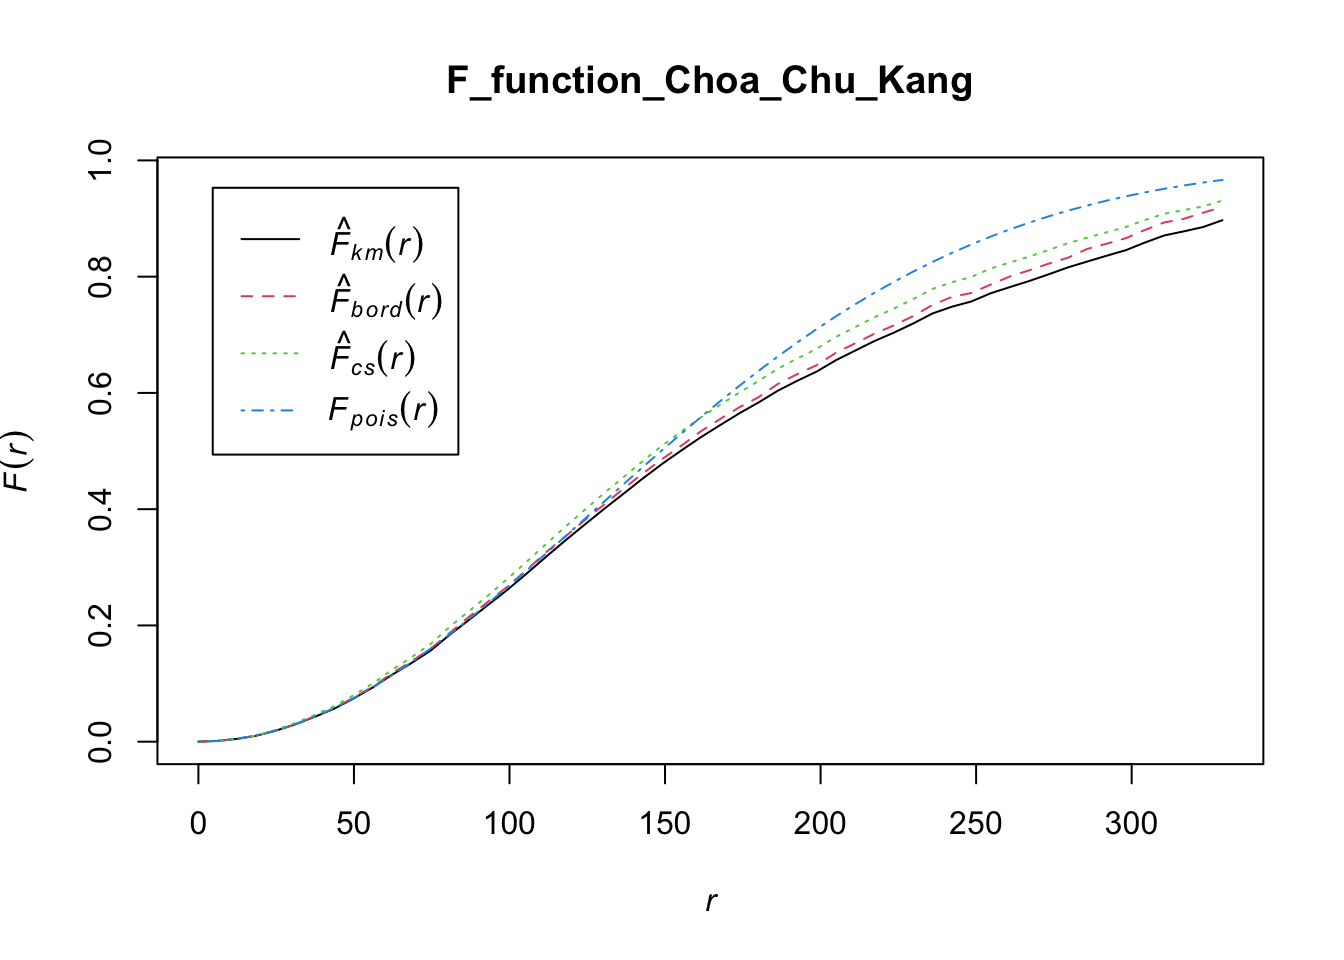 F_function_Choa_Chu_Kang
F̂km(r)
F̂bord(r)
F̂cs(r)
Fpois(r)
F(r)
1.0
0.8
0.6
0.4
0.2
0.0
0 50 100 150 200 250 300
r